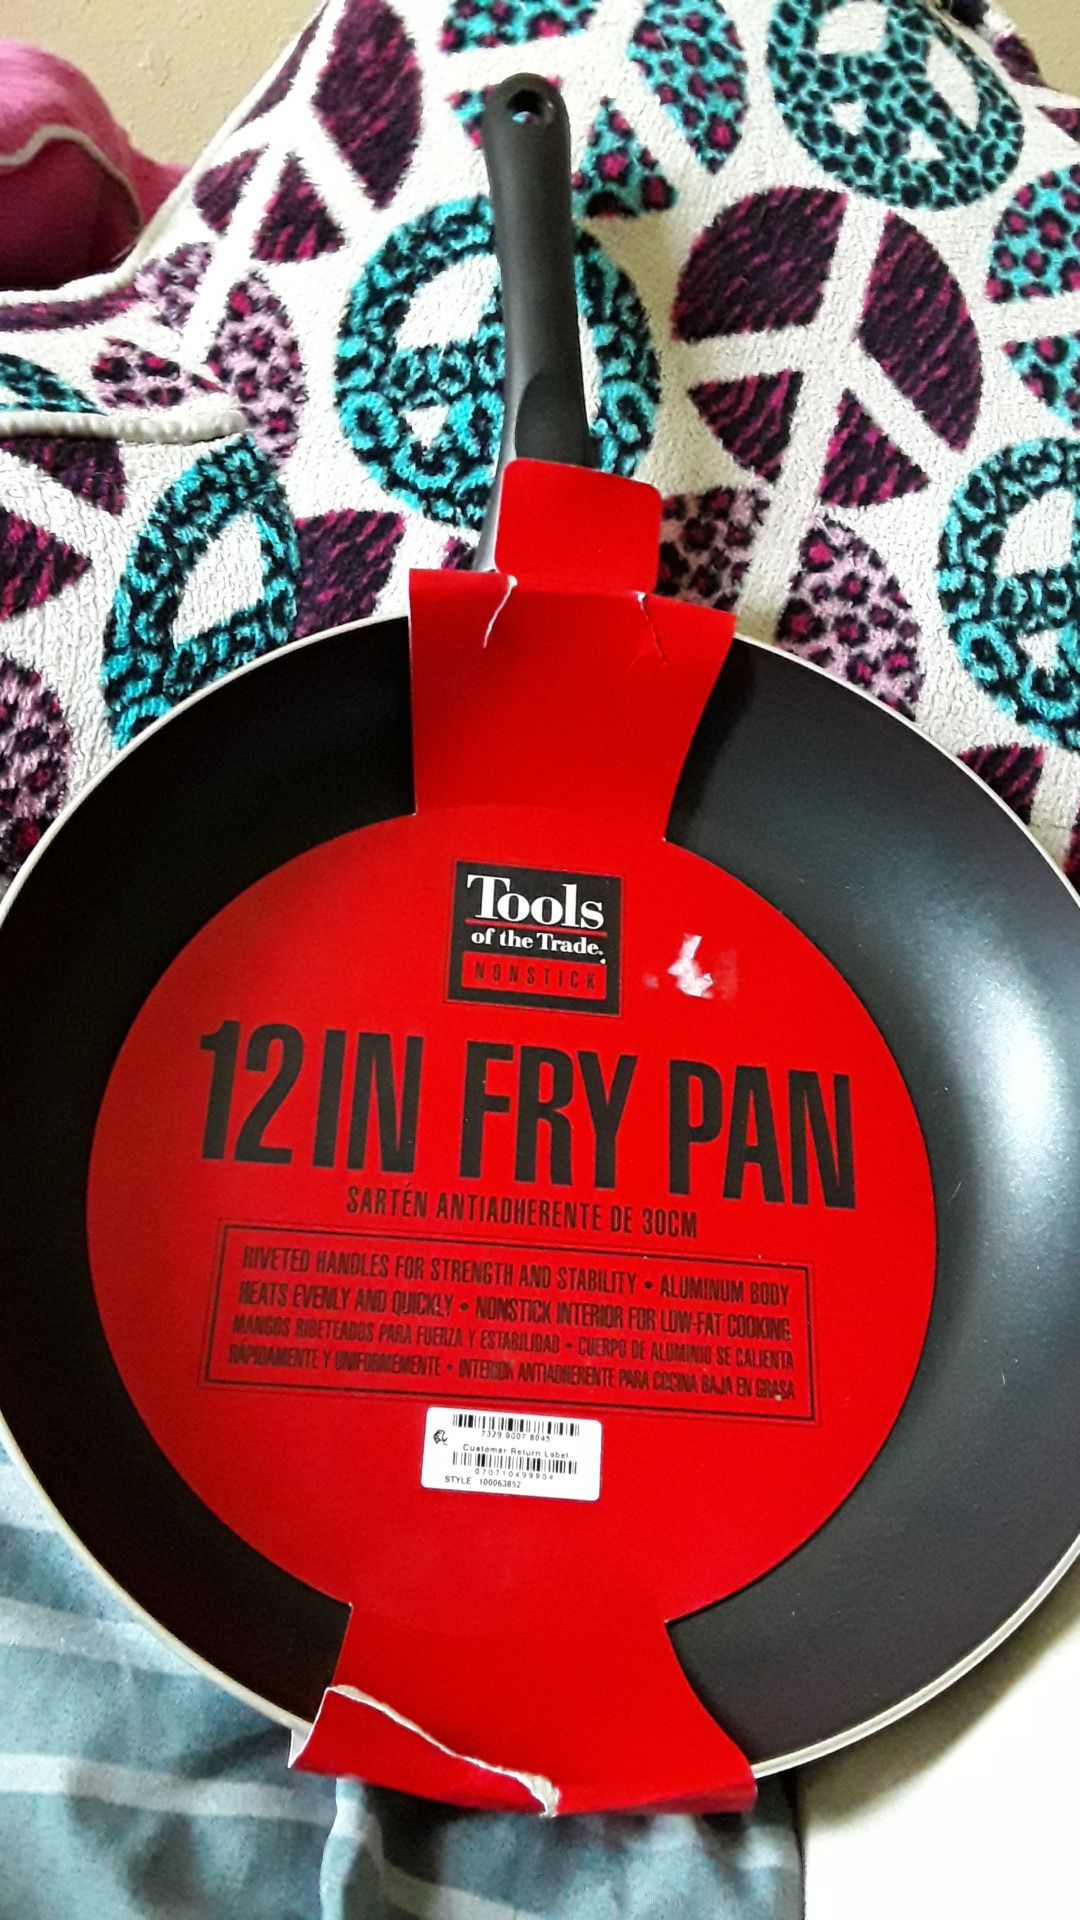 Tools
of the Trade.
NONSTICK
12 IN FRY PAN
SARTÉN ANTIADHERENTE DE 30CM
RIVETED HANDLES FOR STRENGTH AND STABILITY • ALUMINUM BODY
HEATS EVENLY AND QUICKLY • NONSTICK INTERIOR FOR LOW-FAT COOKING
MANGOS RIBETEADOS PARA FUERZA Y ESTABILIDAD • CUERPO DE ALUMINIO SE CALIENTA
RÁPIDAMENTE Y UNIFORMEMENTE • INTERIOR ANTIADHERENTE PARA COCINA BAJA EN GRASA
7329 9007 8045
Customer Return Label
070710499904
STYLE 100063852